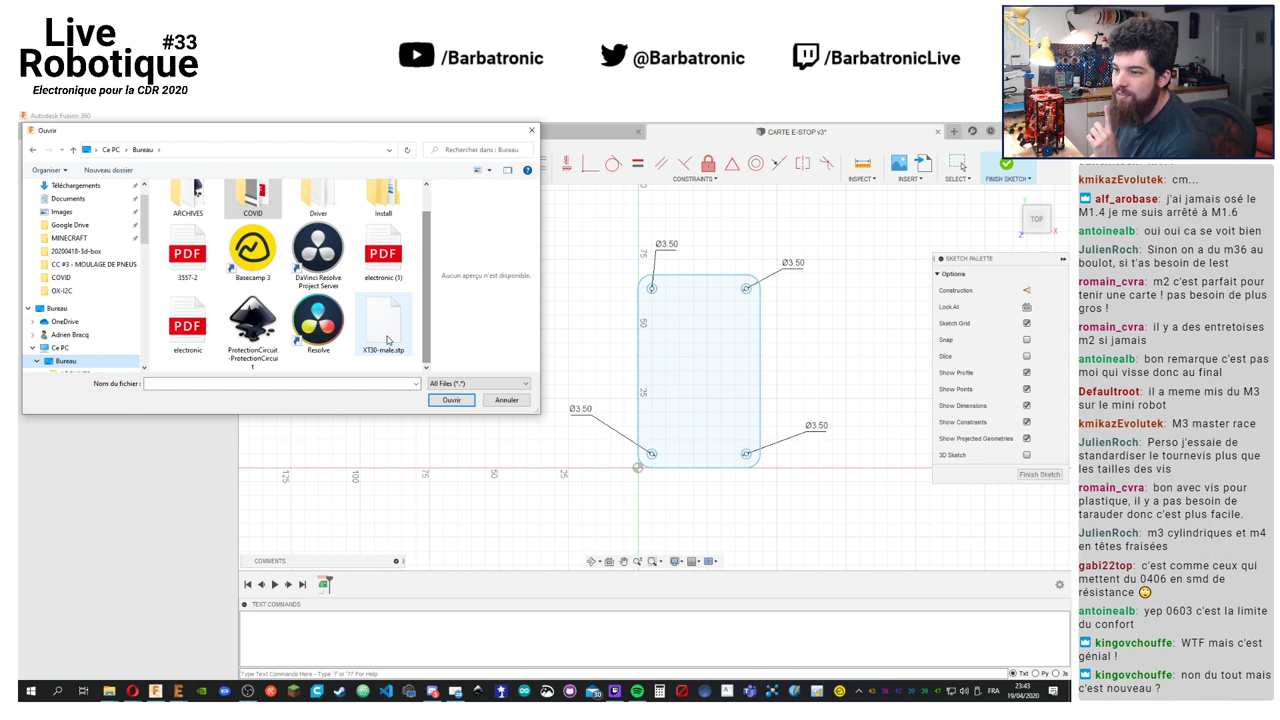 Live
Robotique #33
Electronique pour la CDR 2020
/Barbatronic
@Barbatronic
/BarbatronicLive
Autodesk Fusion 360
Ouvrir
Ce PC › Bureau ›
Rechercher dans : Bureau
Organiser
Nouveau dossier
Téléchargements
Documents
Images
Google Drive
MINECRAFT
20200418-3d-box
CC #3 - MOULAGE DE PNEUS
COVID
OX-I2C
Bureau
OneDrive
Adrien Bracq
Ce PC
Bureau
ARCHIVES
COVID
Driver
Install
PDF
3557-2
Basecamp 3
DaVinci Resolve
Project Server
PDF
electronic (1)
PDF
electronic
ProtectionCircuit
-ProtectionCircui
t
Resolve
XT30-male.stp
Aucun aperçu n'est disponible.
Nom du fichier :
All Files (*.*)
Ouvrir
Annuler
CARTE E-STOP v3*
CONSTRAINTS
INSPECT
INSERT
SELECT
FINISH SKETCH
TOP
Z
X
Ø3.50
Ø3.50
Ø3.50
Ø3.50
75
50
25
125
100
75
50
25
SKETCH PALETTE
Options
Construction
Look At
Sketch Grid
Snap
Slice
Show Profile
Show Points
Show Dimensions
Show Constraints
Show Projected Geometries
3D Sketch
Finish Sketch
COMMENTS
TEXT COMMANDS
Type Text Commands Here - Type '?' or '??' For Help
Txt Py Js
FRA
23:43
19/04/2020
kmikazEvolutek: cm...
alf_arobase: j'ai jamais osé le
M1.4 je me suis arrêté à M1.6
antoinealb: oui oui ca se voit bien
JulienRoch: Sinon on a du m36 au
boulot, si t'as besoin de lest
romain_cvra: m2 c'est parfait pour
tenir une carte ! pas besoin de plus
gros !
romain_cvra: il y a des entretoises
m2 si jamais
antoinealb: bon remarque c'est pas
moi qui visse donc au final
Defaultroot: il a meme mis du M3
sur le mini robot
kmikazEvolutek: M3 master race
JulienRoch: Perso j'essaie de
standardiser le tournevis plus que
les tailles des vis
romain_cvra: bon avec vis pour
plastique, il y a pas besoin de
tarauder donc c'est plus facile.
JulienRoch: m3 cylindriques et m4
en têtes fraisées
gabi22top: c'est comme ceux qui
mettent du 0406 en smd de
résistance
antoinealb: yep 0603 c'est la limite
du confort
kingovchouffe: WTF mais c'est
génial !
kingovchouffe: non du tout mais
c'est nouveau ?